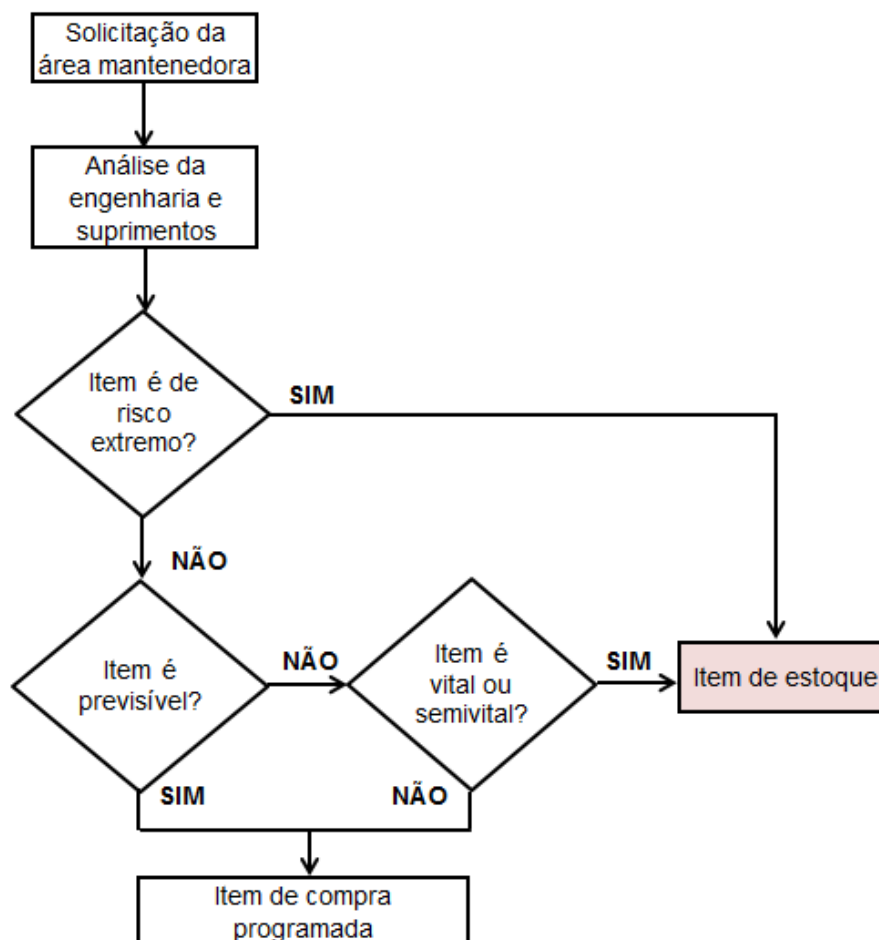 Solicitação da
área mantenedora
Análise da
engenharia e
suprimentos
Item é de
risco
extremo?
SIM
NÃO
Item é
previsível?
NÃO
Item é
vital ou
semivital?
SIM
Item de estoque
SIM
NÃO
Item de compra
programada